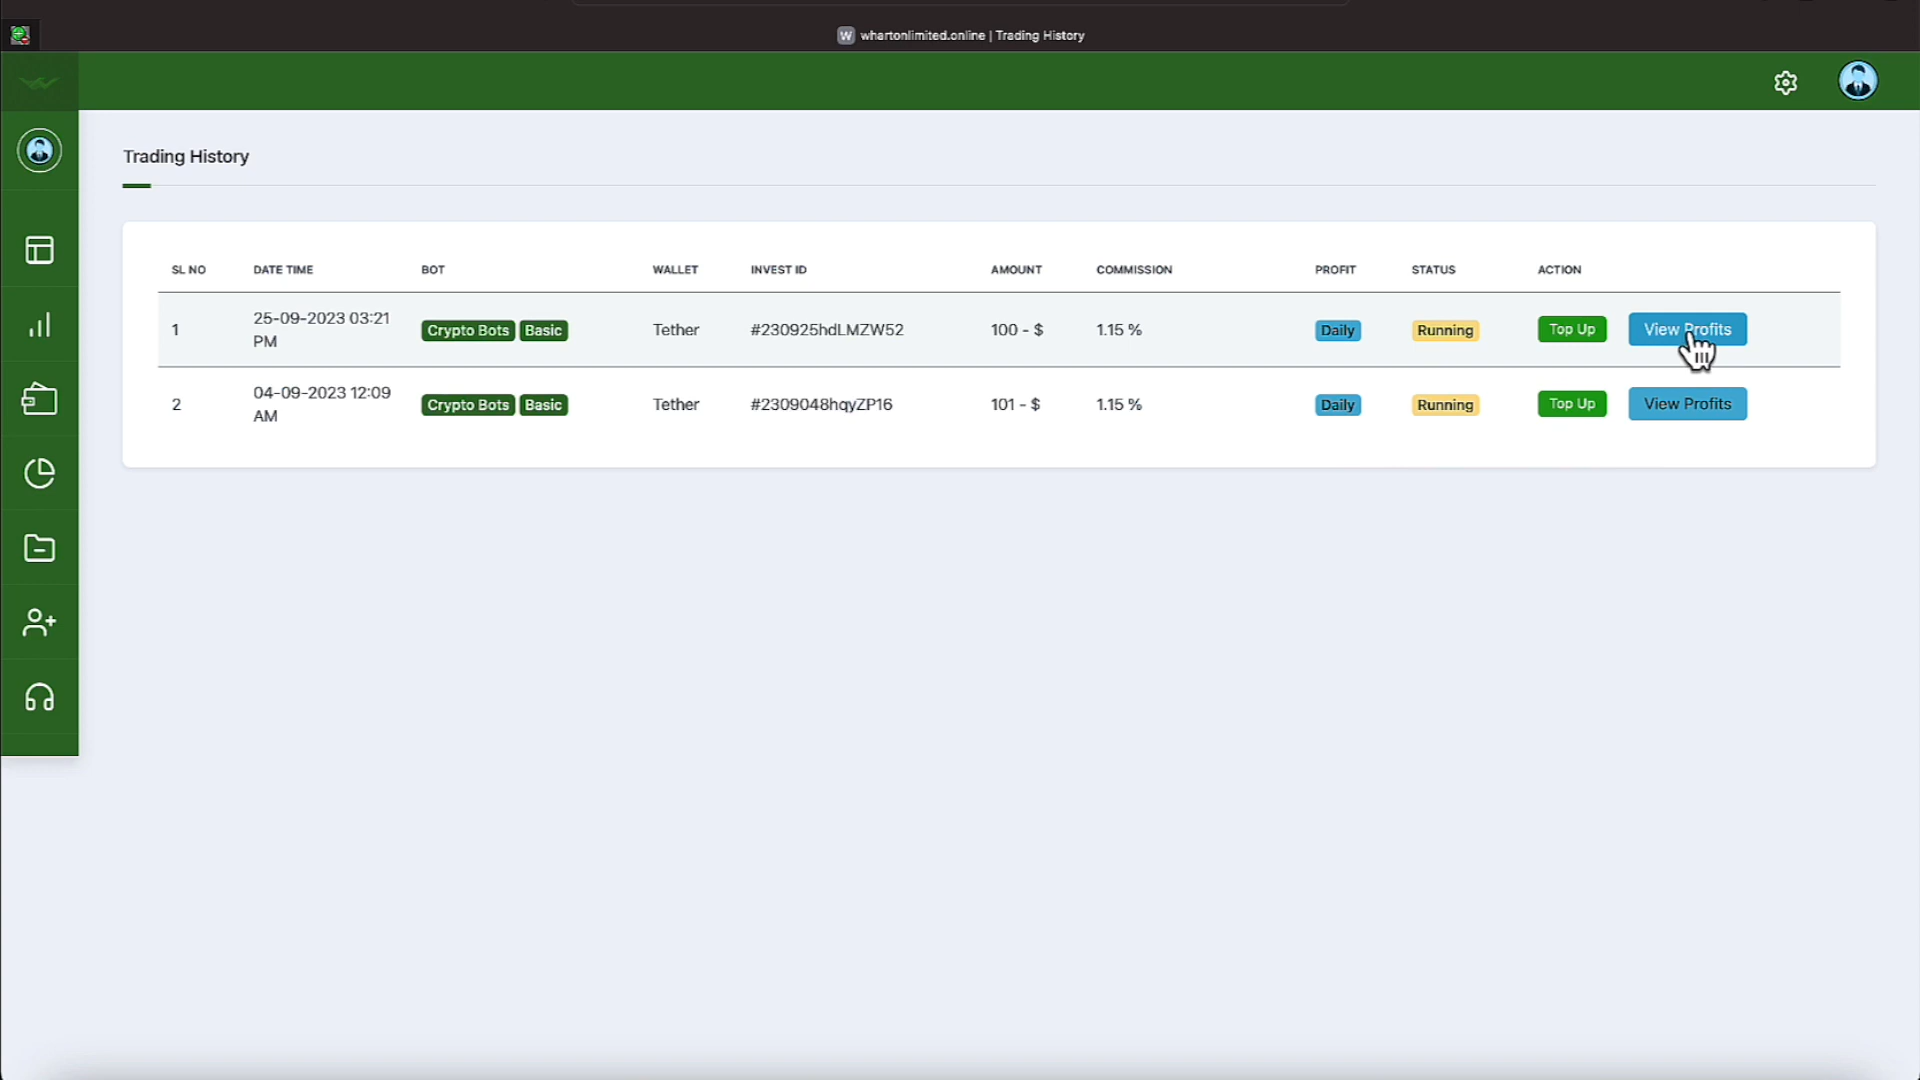 whartonlimited.online | Trading History
W
Trading History
SL NO DATE TIME BOT WALLET INVEST ID AMOUNT COMMISSION PROFIT STATUS ACTION
1 25-09-2023 03:21 PM Crypto Bots Basic Tether #230925hdLMZW52 100 - $ 1.15 % Daily Running Top Up View Profits
2 04-09-2023 12:09 AM Crypto Bots Basic Tether #2309048hqyZP16 101 - $ 1.15 % Daily Running Top Up View Profits